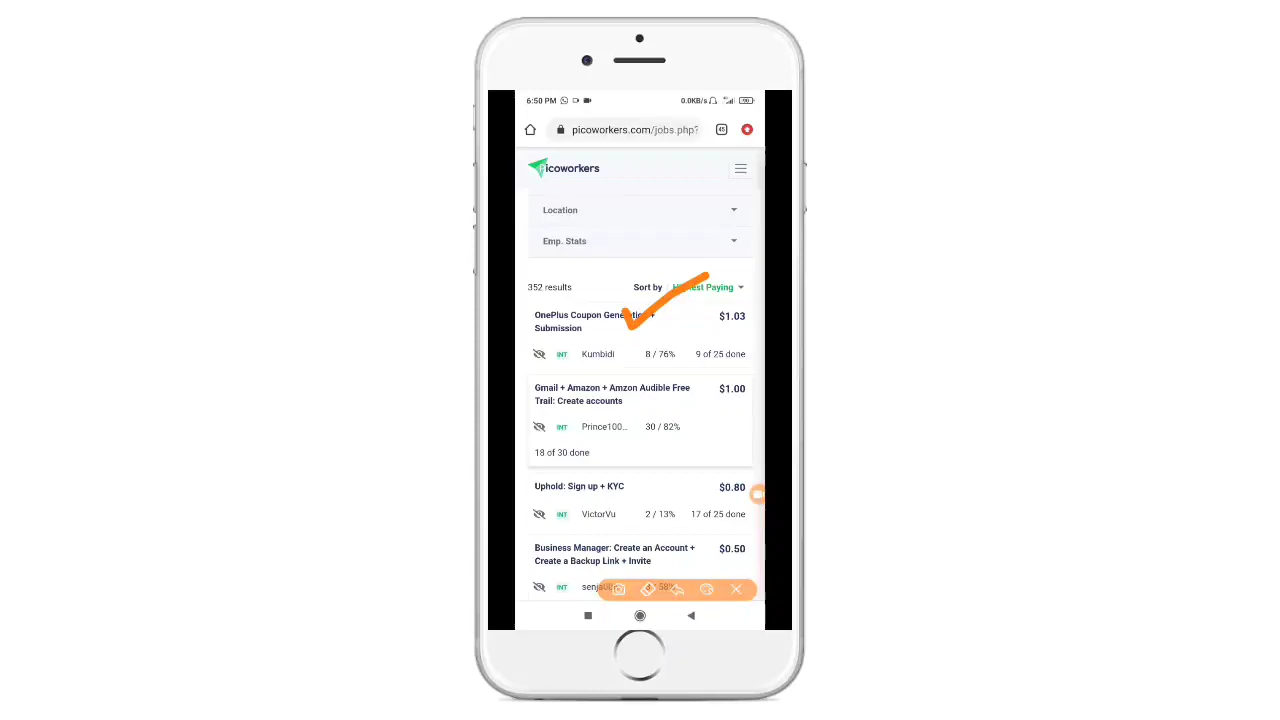 6:50 PM 0.0KB/s 90
picoworkers.com/jobs.php? 45
Picoworkers
Location
Emp. Stats
352 results Sort by Highest Paying
OnePlus Coupon Generation + $1.03
Submission
INT Kumbidi 8 / 76% 9 of 25 done
Gmail + Amazon + Amzon Audible Free $1.00
Trail: Create accounts
INT Prince100... 30 / 82%
18 of 30 done
Uphold: Sign up + KYC $0.80
INT VictorVu 2 / 13% 17 of 25 done
Business Manager: Create an Account + $0.50
Create a Backup Link + Invite
INT 58%